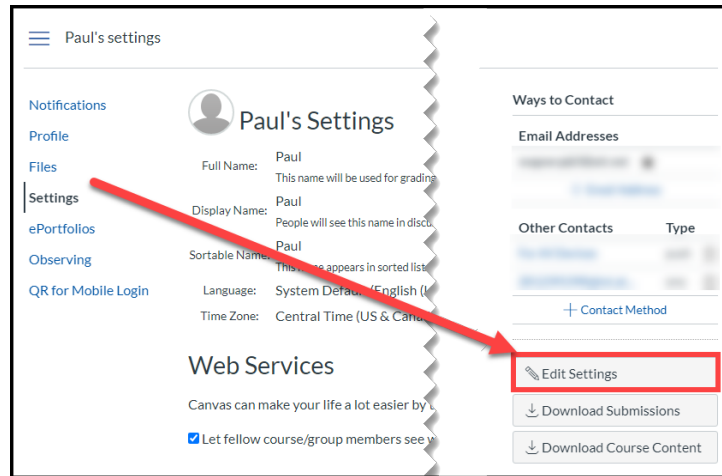 Paul's settings
Notifications
Profile
Files
Settings
ePortfolios
Observing
QR for Mobile Login
Paul's Settings
Full Name: Paul
This name will be used for grading
Display Name: Paul
People will see this name in discu
Sortable Name: Paul
This name appears in sorted list
Language: System Default (English (
Time Zone: Central Time (US & Cana
Web Services
Canvas can make your life a lot easier by
Let fellow course/group members see
Ways to Contact
Email Addresses
Other Contacts Type
+ Contact Method
Edit Settings
Download Submissions
Download Course Content